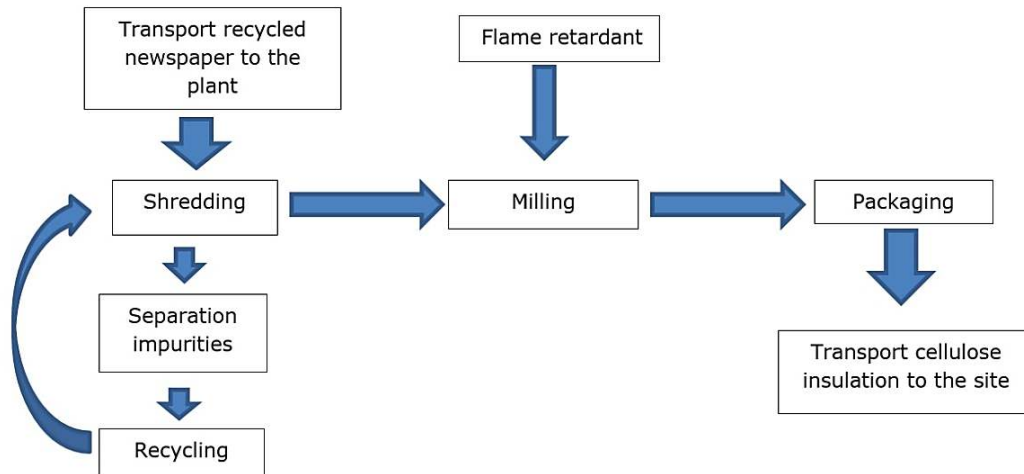 Transport recycled
newspaper to the
plant
Flame retardant
Shredding
Milling
Packaging
Separation
impurities
Transport cellulose
insulation to the site
Recycling